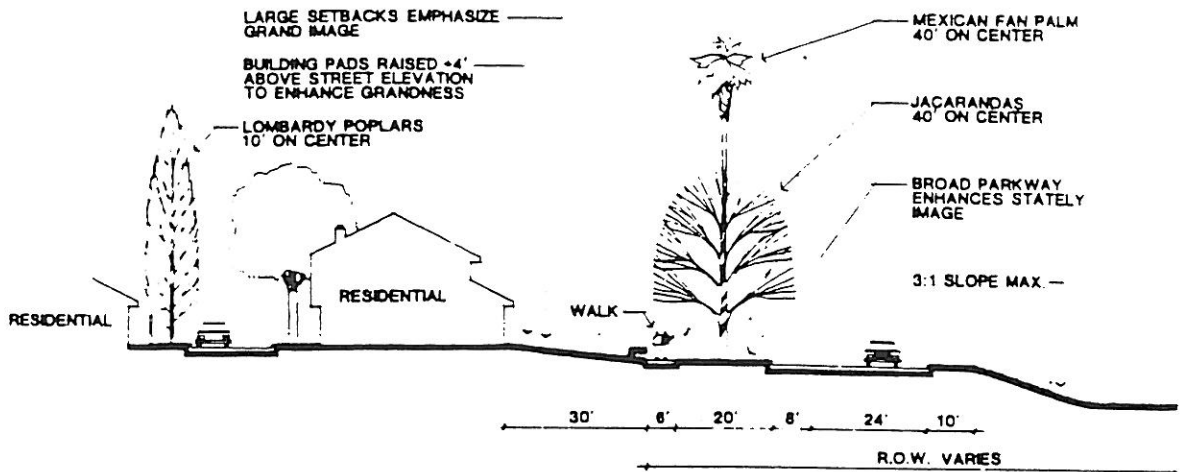 LARGE SETBACKS EMPHASIZE
GRAND IMAGE
BUILDING PADS RAISED +4'
ABOVE STREET ELEVATION
TO ENHANCE GRANDNESS
LOMBARDY POPLARS
10' ON CENTER
MEXICAN FAN PALM
40' ON CENTER
JACARANDAS
40' ON CENTER
BROAD PARKWAY
ENHANCES STATELY
IMAGE
3:1 SLOPE MAX.
RESIDENTIAL
RESIDENTIAL
WALK
30' 6' 20' 8' 24' 10'
R.O.W. VARIES